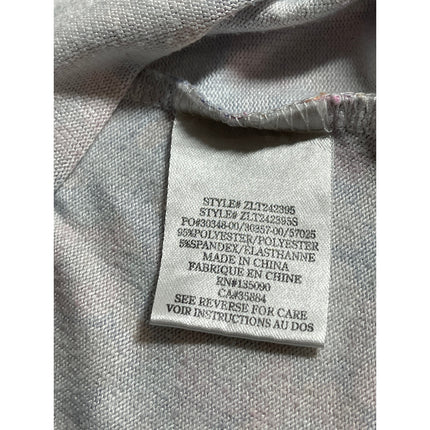 STYLE# ZLT242395
STYLE# ZLT242395S
PO#30348-00/30357-00/57025
95%POLYESTER/POLYESTER
5%SPANDEX/ÉLASTHANNE
MADE IN CHINA
FABRIQUE EN CHINE
RN#135090
CA#35884
SEE REVERSE FOR CARE
VOIR INSTRUCTIONS AU DOS